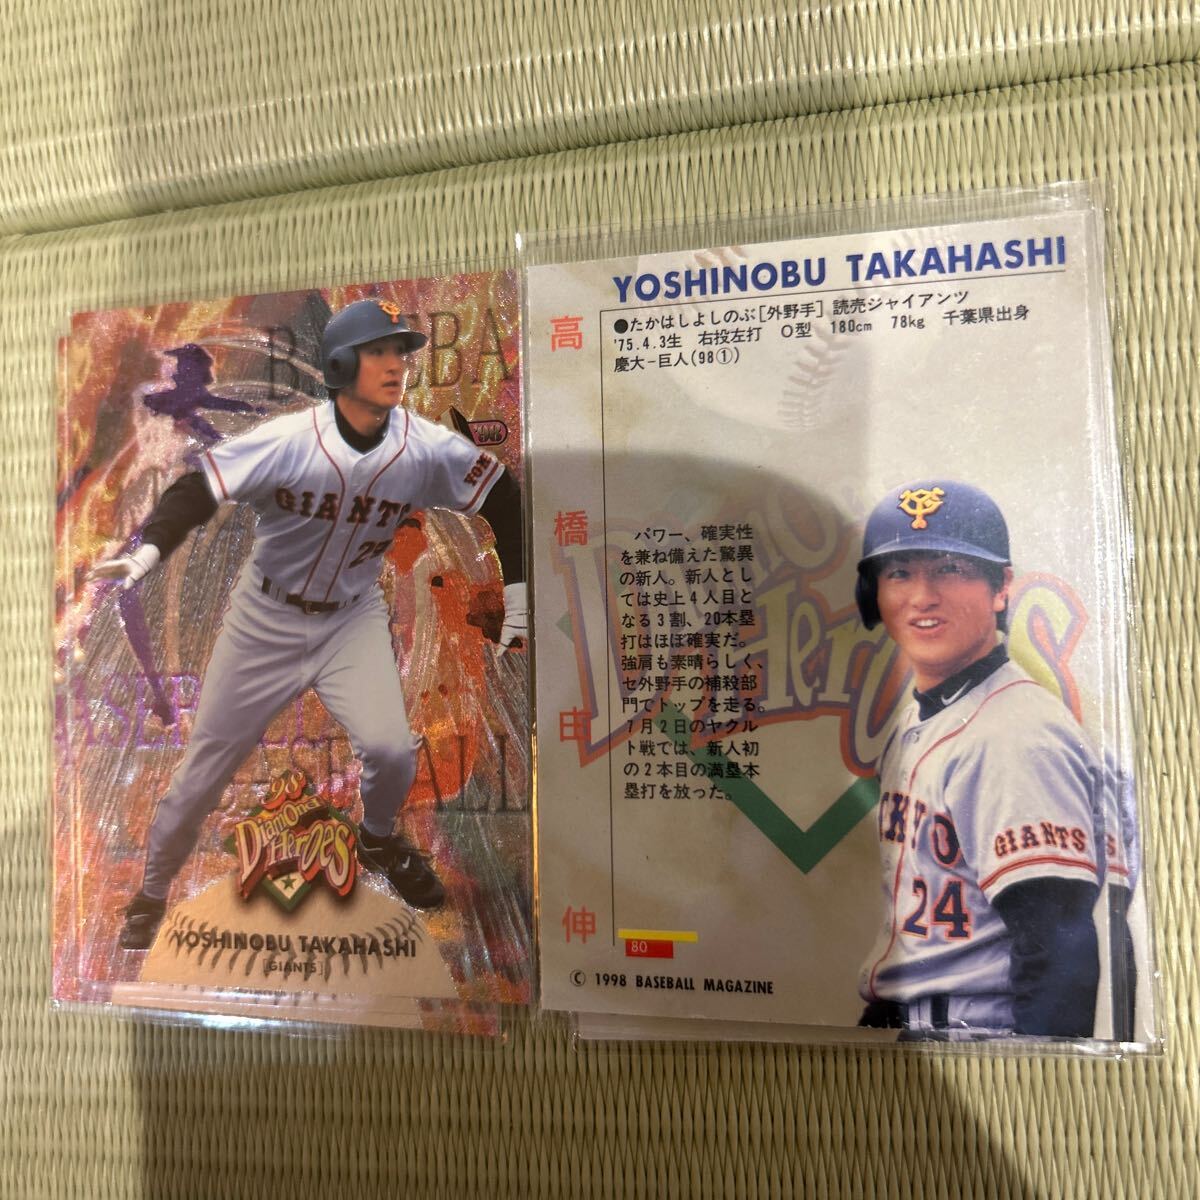 BASEBA
'98
YOM
GIANTS
24
BASEBALL
BASEBALL
98
Diamond
Heroes
YOSHINOBU TAKAHASHI
[GIANTS]
YOSHINOBU TAKAHASHI
●たかはしよしのぶ[外野手] 読売ジャイアンツ
'75.4.3生 右投左打 O型 180cm 78kg 千葉県出身
慶大−巨人(98①)
高橋由伸
パワー、確実性
を兼ね備えた驚異
の新人。新人とし
ては史上4人目と
なる3割、20本塁
打はほぼ確実だ。
強肩も素晴らしく、
セ外野手の補殺部
門でトップを走る。
7月2日のヤクル
ト戦では、新人初
の2本目の満塁本
塁打を放った。
Diamond
Heroes
GIANTS
24
80
© 1998 BASEBALL MAGAZINE